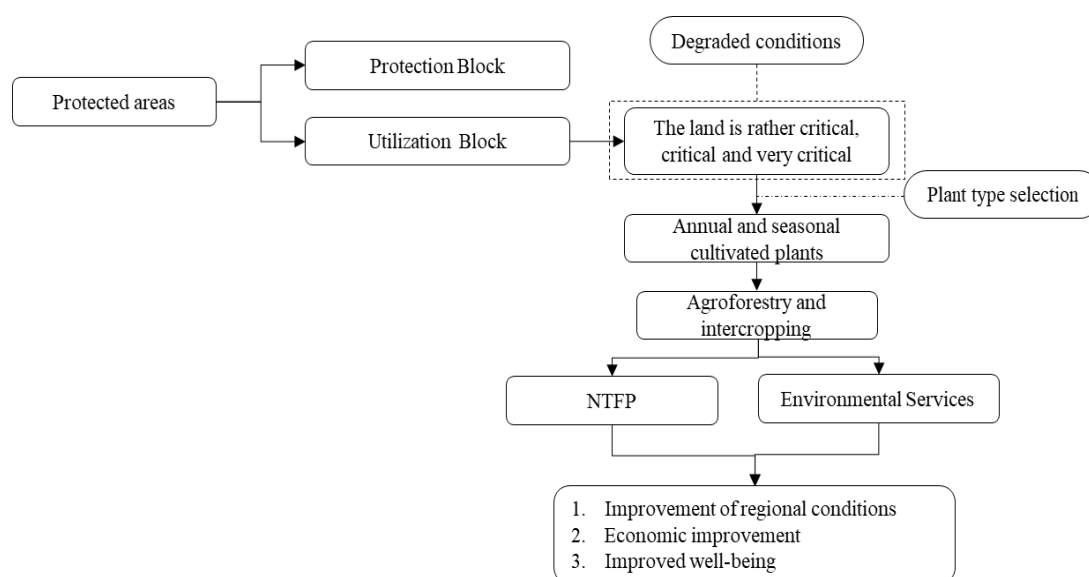 Degraded conditions
Protection Block
Protected areas
The land is rather critical,
critical and very critical
Utilization Block
Plant type selection
Annual and seasonal
cultivated plants
Agroforestry and
intercropping
NTFP
Environmental Services
1. Improvement of regional conditions
2. Economic improvement
3. Improved well-being